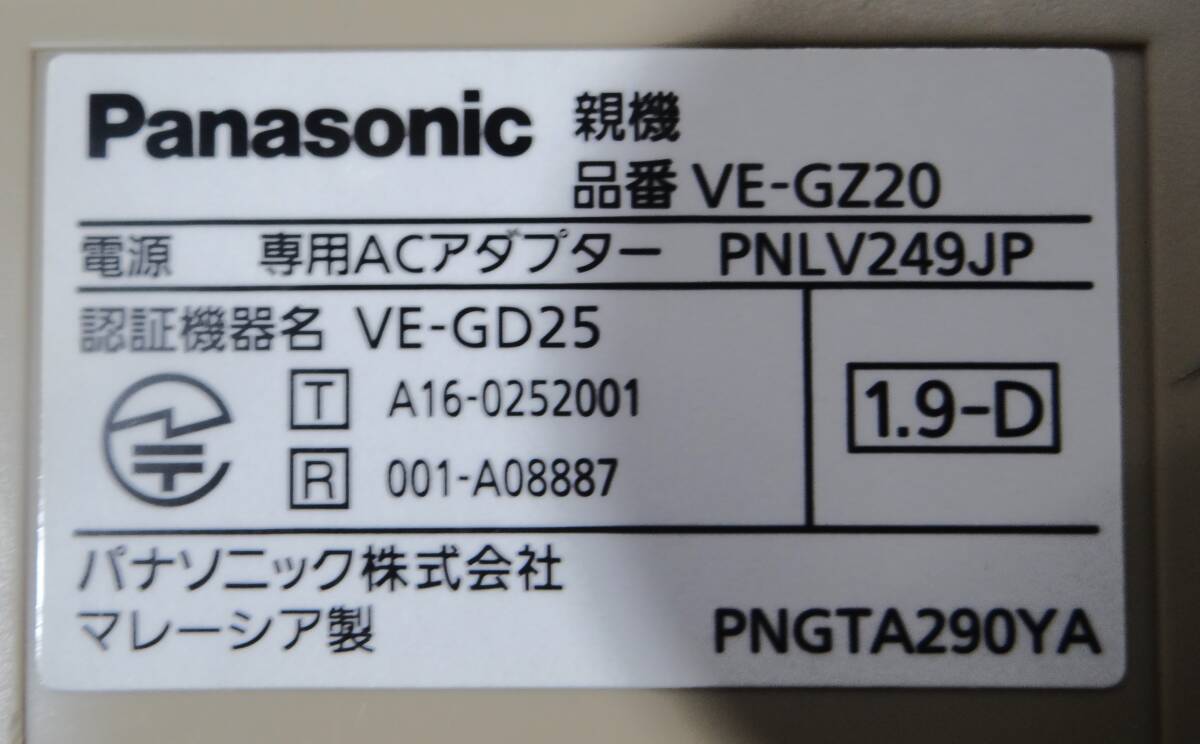 Panasonic 親機
品番 VE-GZ20
電源 専用ACアダプター PNLV249JP
認証機器名 VE-GD25
T A16-0252001
R 001-A08887
1.9-D
パナソニック株式会社
マレーシア製 PNGTA290YA